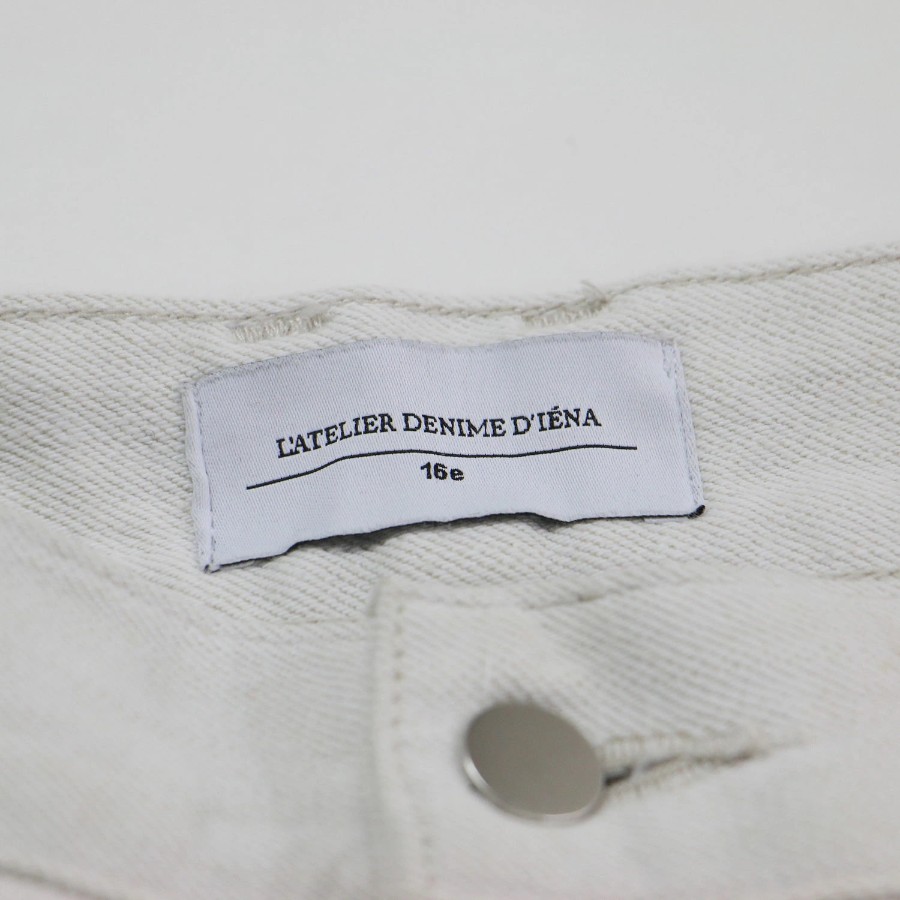 L'ATELIER DENIME D'IÉNA
16e